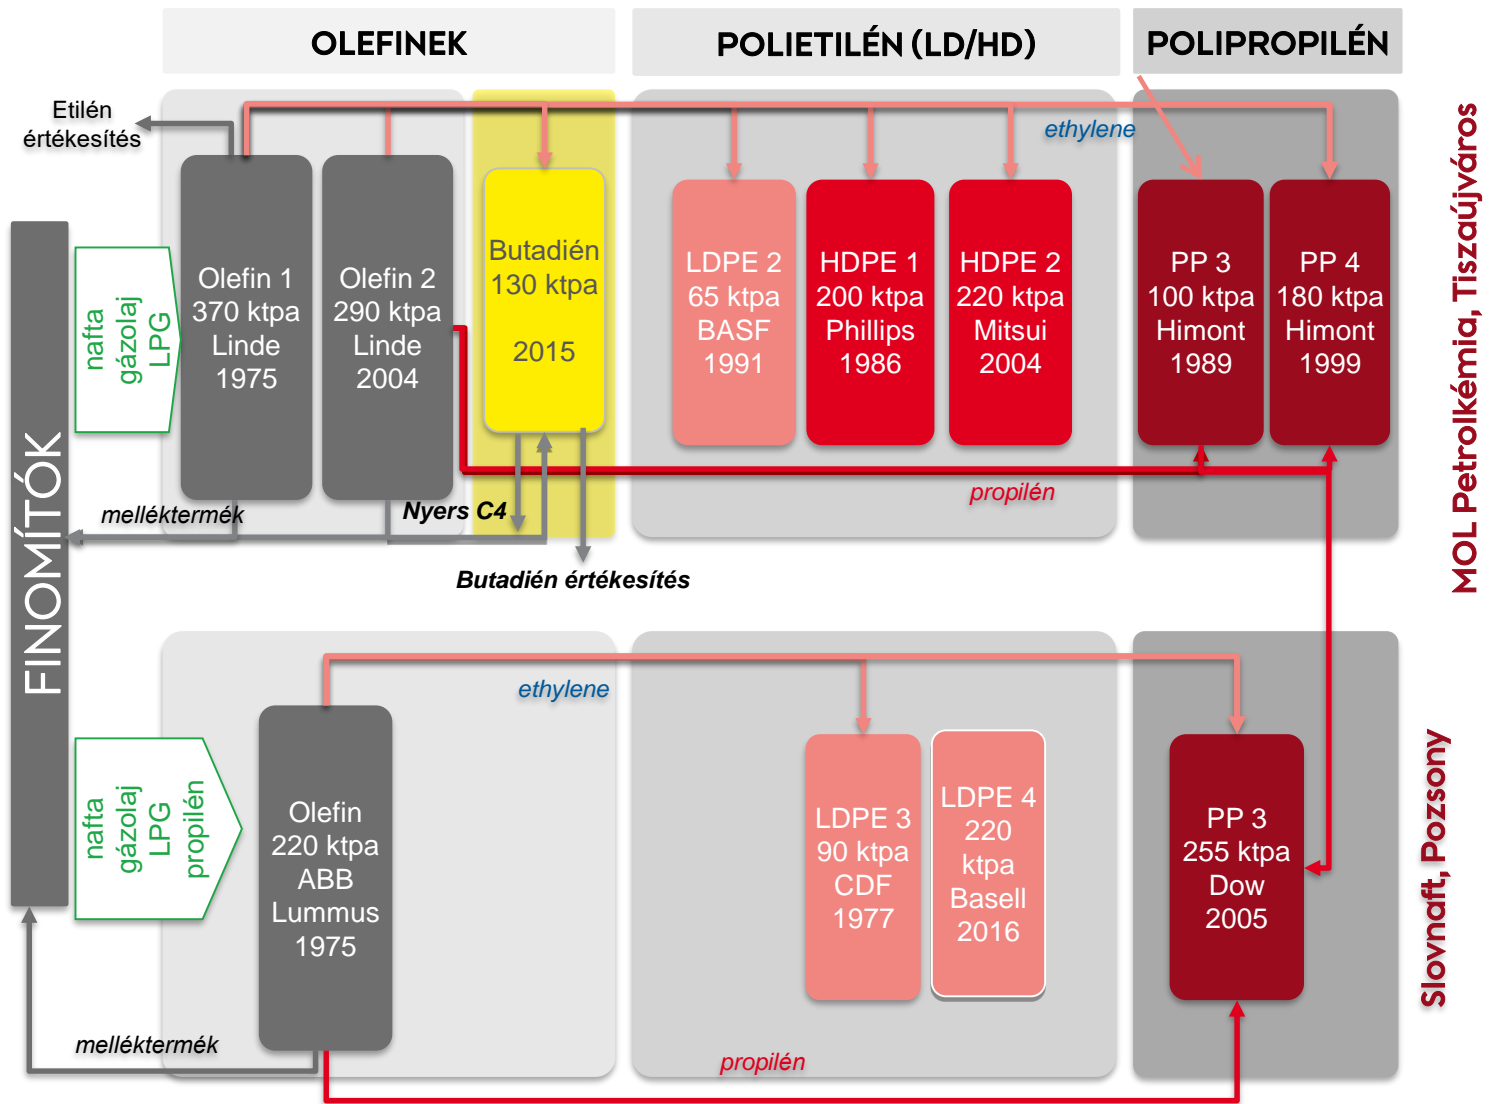 OLEFINEK
POLIETILÉN (LD/HD)
POLIPROPILÉN
Etilén
értékesítés
ethylene
FINOMÍTÓK
nafta
gázolaj
LPG
Olefin 1
370 ktpa
Linde
1975
Olefin 2
290 ktpa
Linde
2004
Butadién
130 ktpa
2015
LDPE 2
65 ktpa
BASF
1991
HDPE 1
200 ktpa
Phillips
1986
HDPE 2
220 ktpa
Mitsui
2004
PP 3
100 ktpa
Himont
1989
PP 4
180 ktpa
Himont
1999
MOL Petrolkémia, Tiszaújváros
melléktermék
Nyers C4
propilén
Butadién értékesítés
ethylene
nafta
gázolaj
LPG
propilén
Olefin
220 ktpa
ABB
Lummus
1975
LDPE 3
90 ktpa
CDF
1977
LDPE 4
220
ktpa
Basell
2016
PP 3
255 ktpa
Dow
2005
Slovnaft, Pozsony
melléktermék
propilén